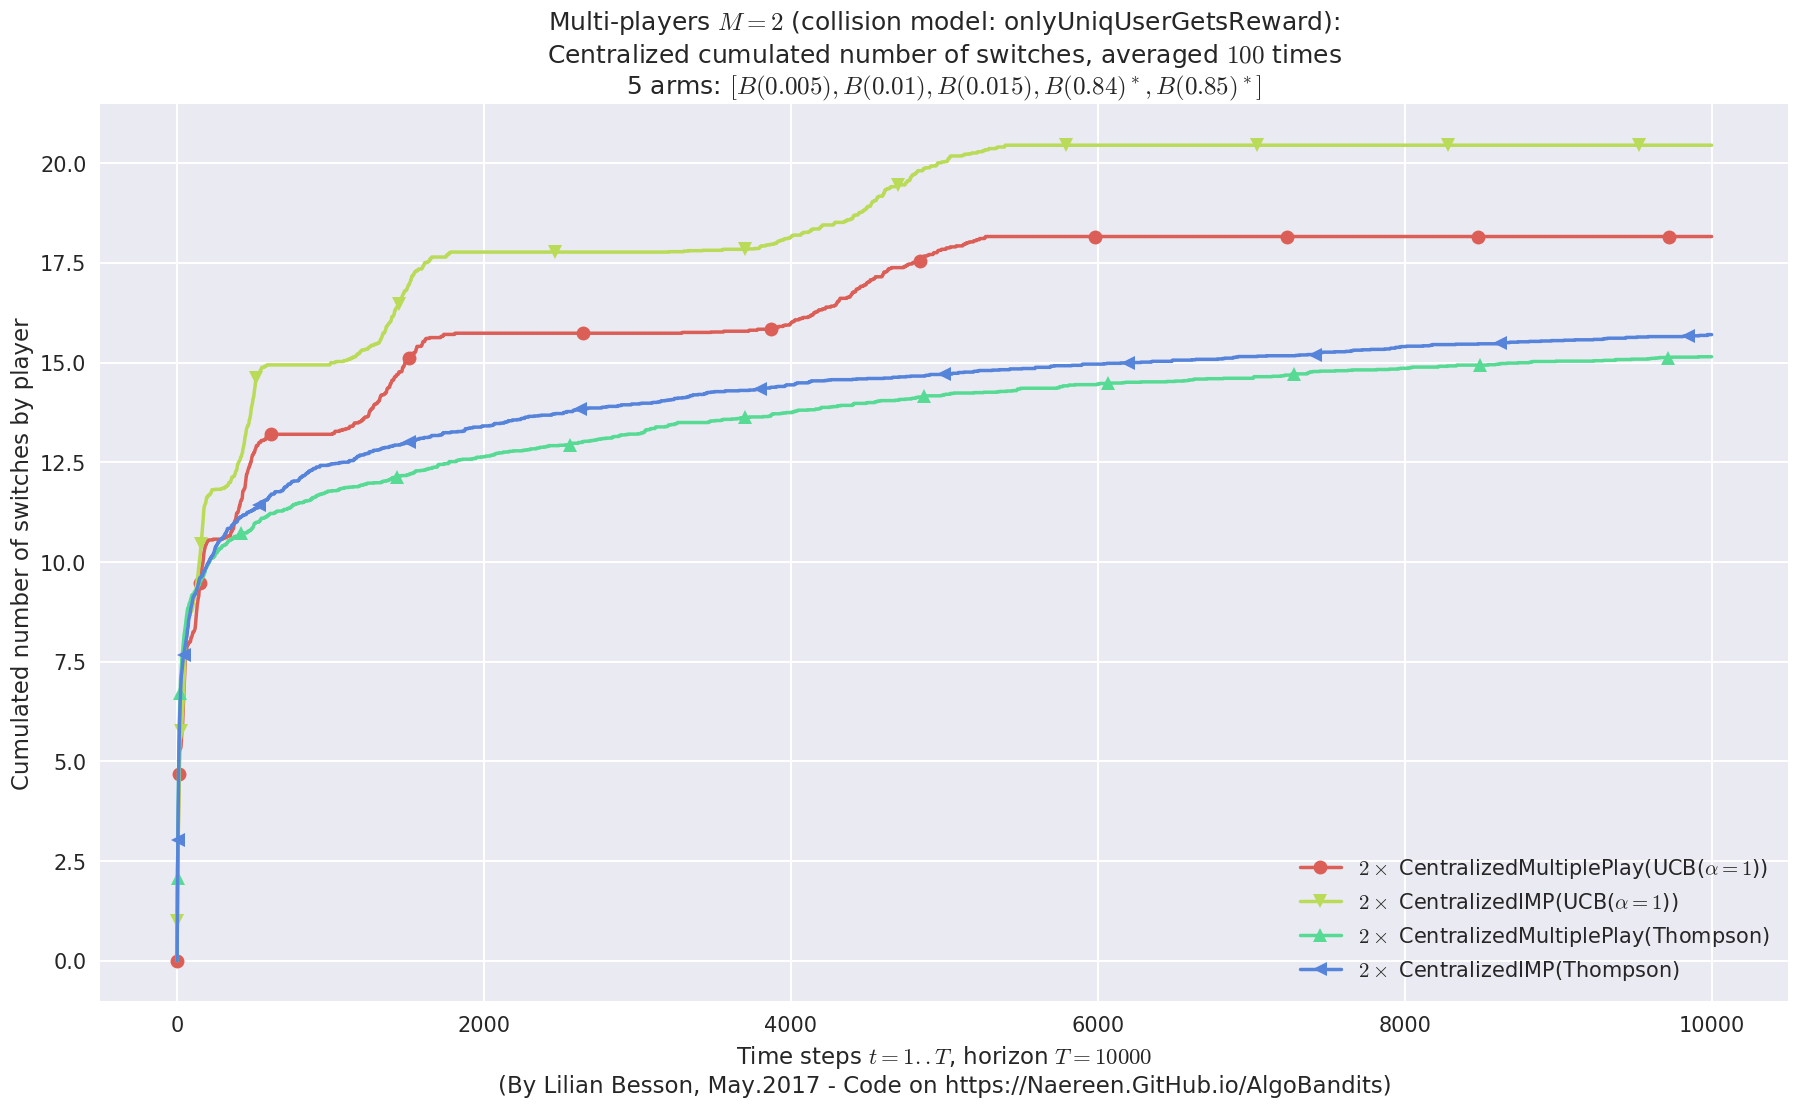 Multi-players M = 2 (collision model: onlyUniqUserGetsReward):
Centralized cumulated number of switches, averaged 100 times
5 arms: [B(0.005), B(0.01), B(0.015), B(0.84)*, B(0.85)*]
Cumulated number of switches by player
20.0
17.5
15.0
12.5
10.0
7.5
5.0
2.5
0.0
2 × CentralizedMultiplePlay(UCB(α = 1))
2 × CentralizedIMP(UCB(α = 1))
2 × CentralizedMultiplePlay(Thompson)
2 × CentralizedIMP(Thompson)
0 2000 4000 6000 8000 10000
Time steps t = 1..T, horizon T = 10000
(By Lilian Besson, May.2017 - Code on https://Naereen.GitHub.io/AlgoBandits)